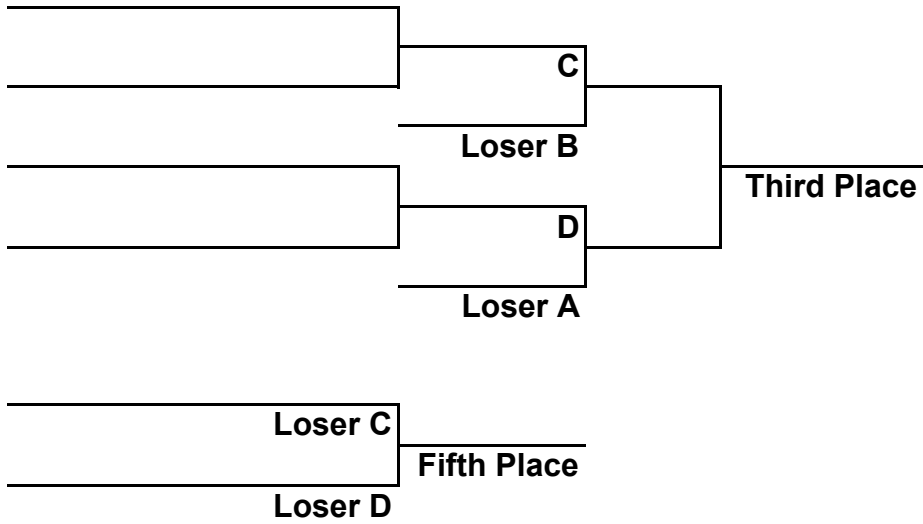 C
Loser B
Third Place
D
Loser A
Loser C
Fifth Place
Loser D